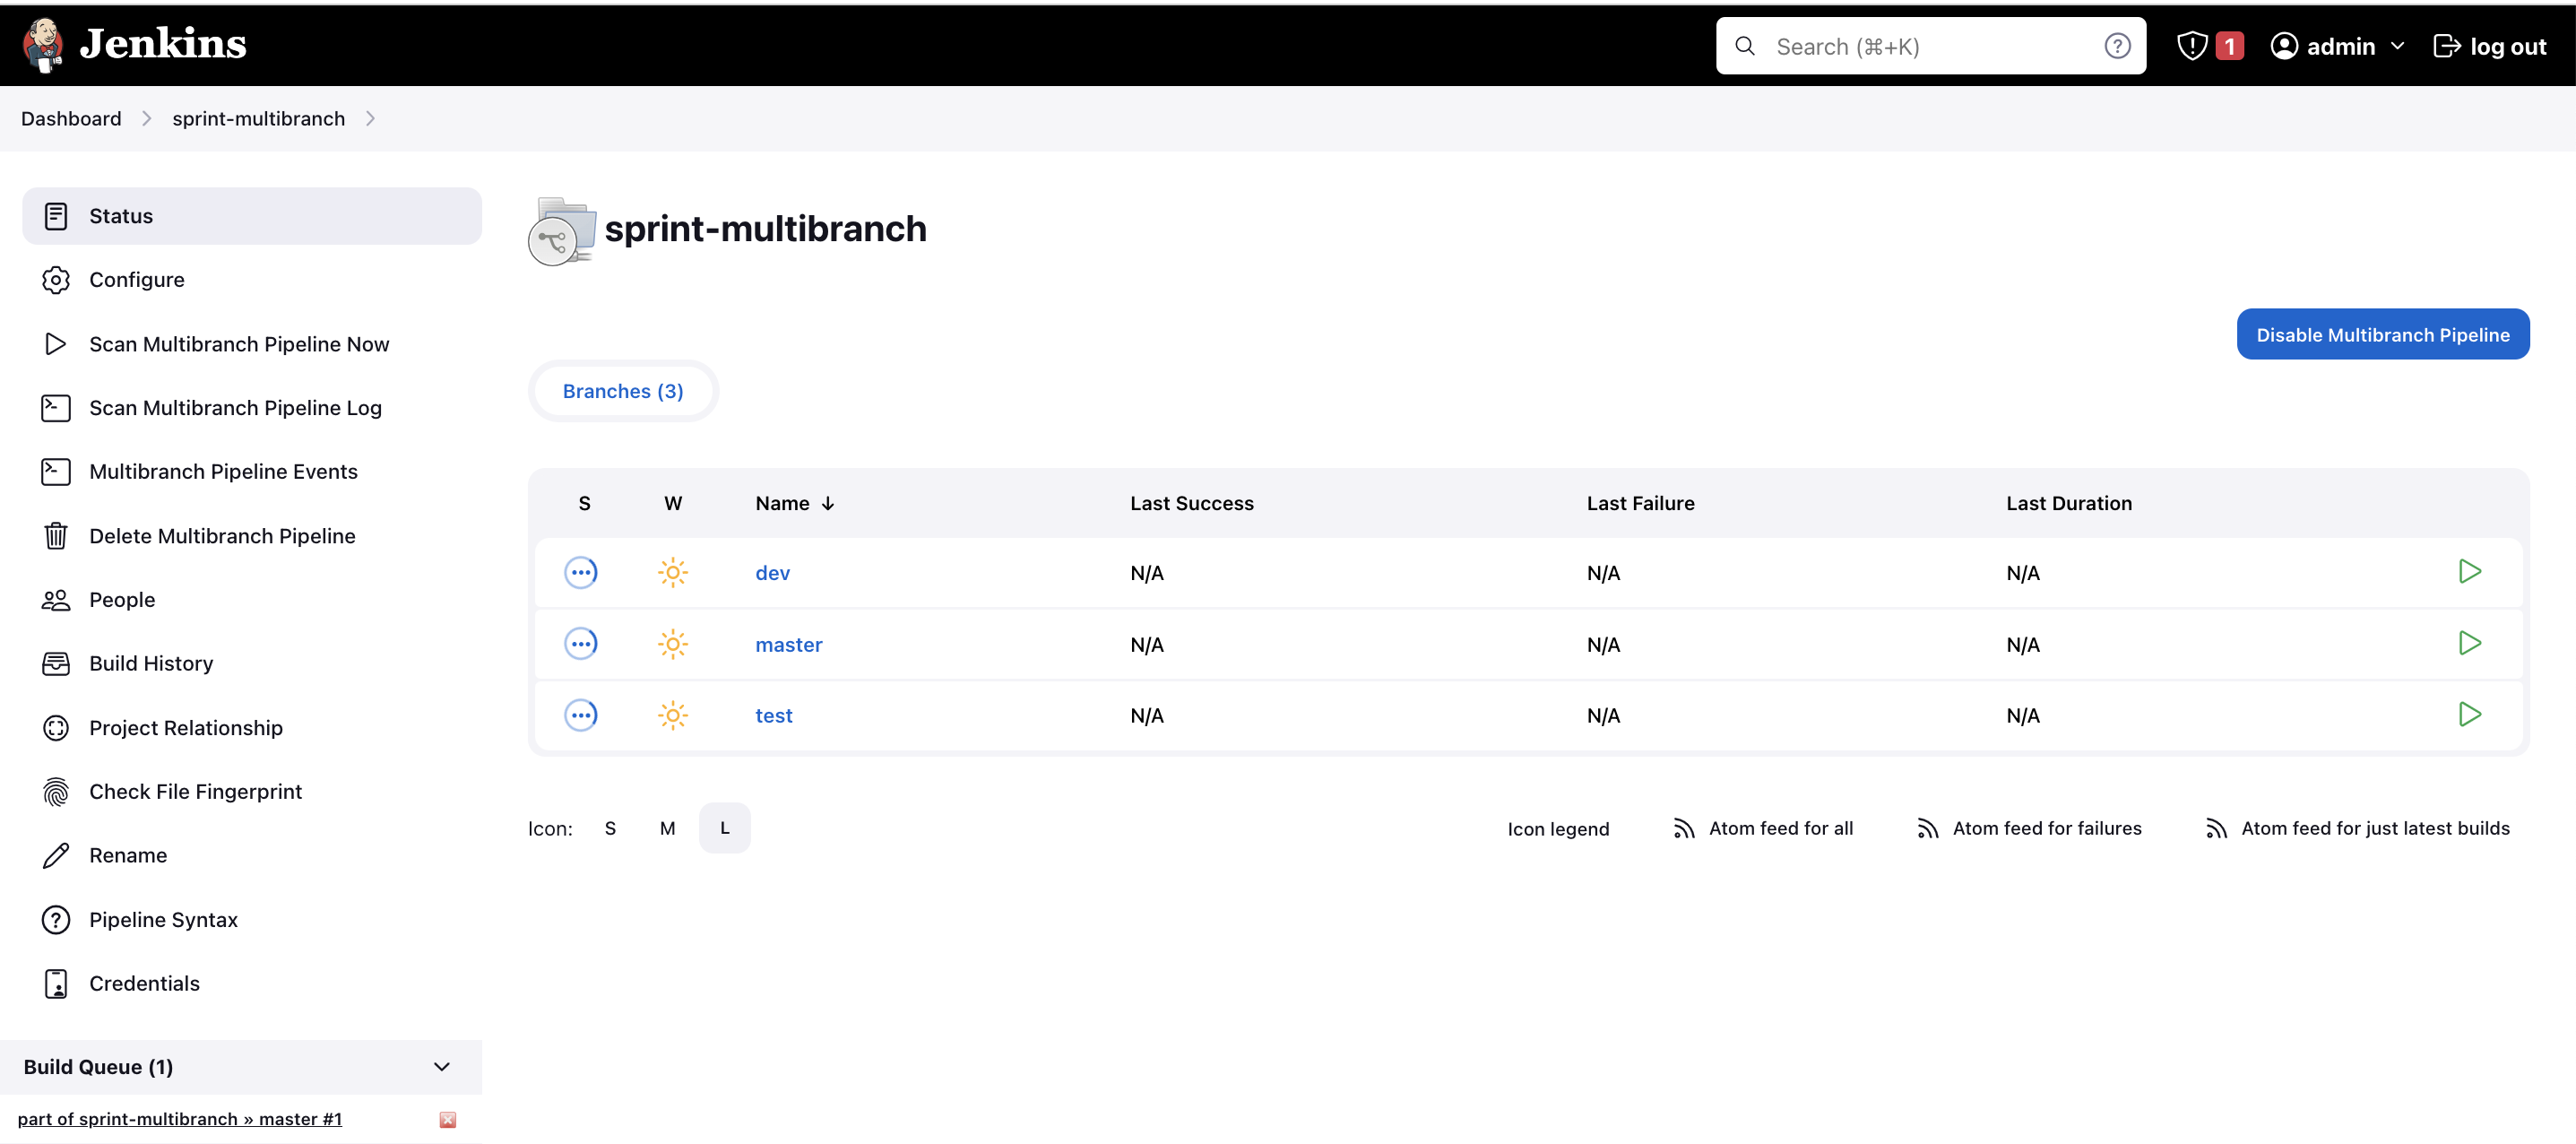 Jenkins
Search (⌘+K)
1
admin
log out
Dashboard
sprint-multibranch
Status
Configure
Scan Multibranch Pipeline Now
Scan Multibranch Pipeline Log
Multibranch Pipeline Events
Delete Multibranch Pipeline
People
Build History
Project Relationship
Check File Fingerprint
Rename
Pipeline Syntax
Credentials
Build Queue (1)
part of sprint-multibranch » master #1
sprint-multibranch
Disable Multibranch Pipeline
Branches (3)
S W Name ↓ Last Success Last Failure Last Duration
dev N/A N/A N/A
master N/A N/A N/A
test N/A N/A N/A
Icon: S M L
Icon legend Atom feed for all Atom feed for failures Atom feed for just latest builds